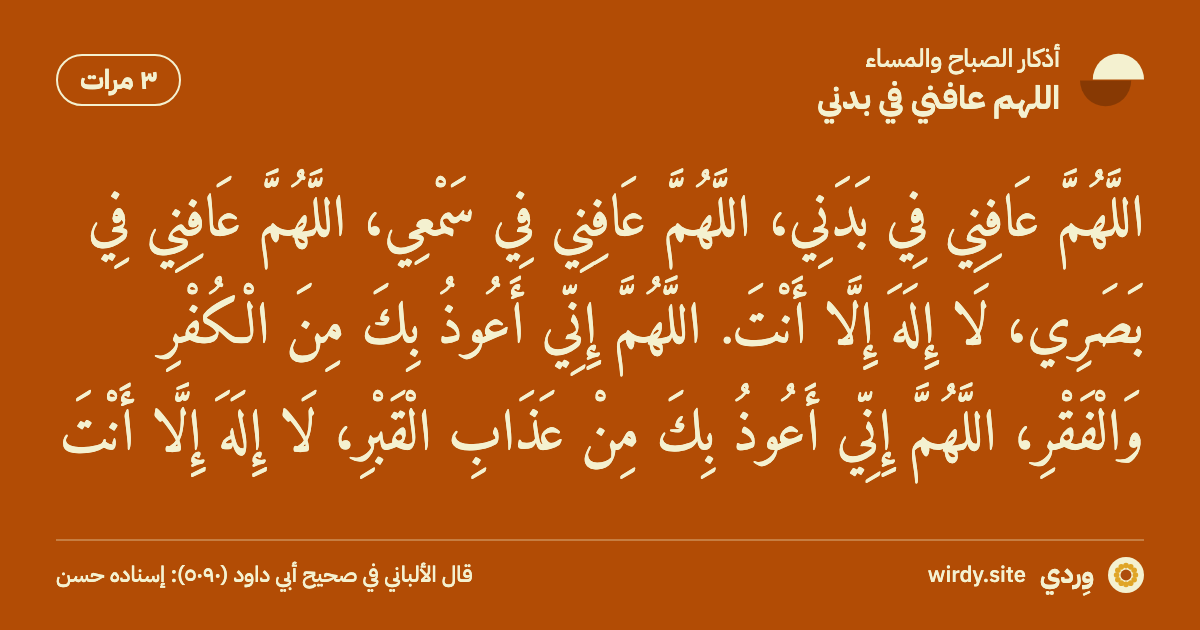 أذكار الصباح والمساء
اللهم عافني في بدني
٣ مرات
اللَّهُمَّ عَافِنِي فِي بَدَنِي، اللَّهُمَّ عَافِنِي فِي سَمْعِي، اللَّهُمَّ عَافِنِي فِي
بَصَرِي، لَا إِلَهَ إِلَّا أَنْتَ. اللَّهُمَّ إِنِّي أَعُوذُ بِكَ مِنَ الْكُفْرِ
وَالْفَقْرِ، اللَّهُمَّ إِنِّي أَعُوذُ بِكَ مِنْ عَذَابِ الْقَبْرِ، لَا إِلَهَ إِلَّا أَنْتَ
وِردي wirdy.site
قال الألباني في صحيح أبي داود (٥٠٩٠): إسناده حسن